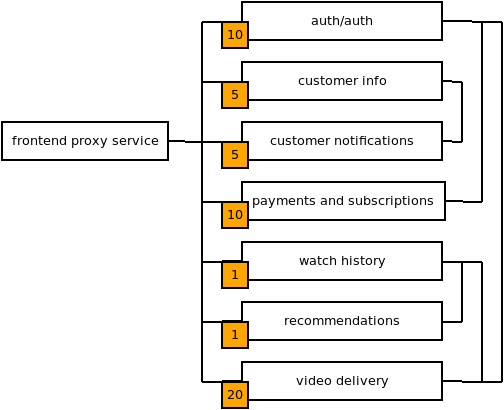 auth/auth
10
customer info
5
frontend proxy service
customer notifications
5
payments and subscriptions
10
watch history
1
recommendations
1
video delivery
20